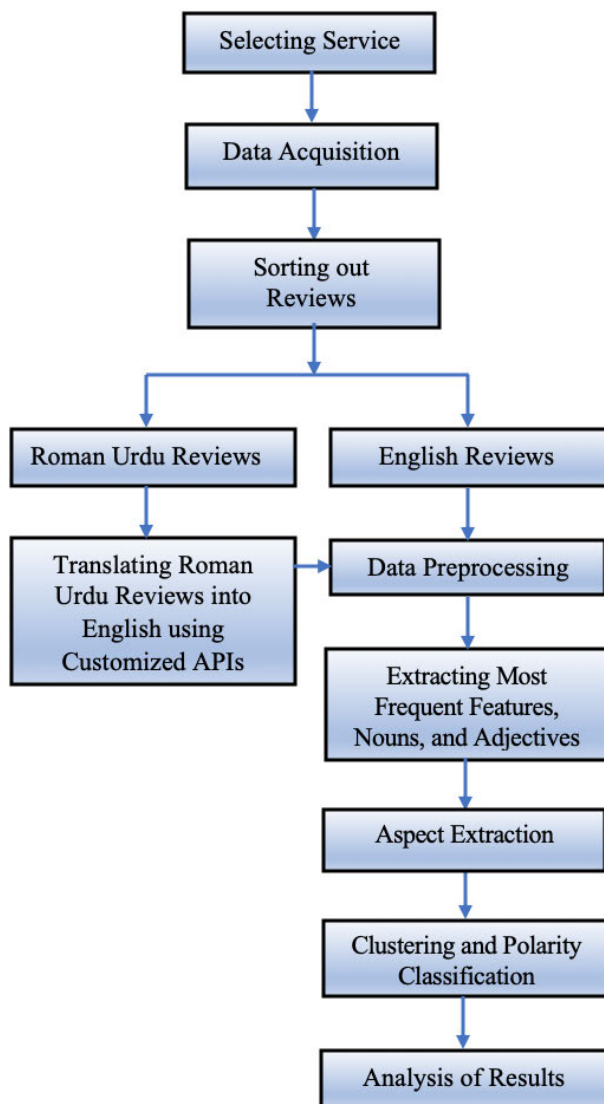 Selecting Service
Data Acquisition
Sorting out
Reviews
Roman Urdu Reviews
English Reviews
Translating Roman
Urdu Reviews into
English using
Customized APIs
Data Preprocessing
Extracting Most
Frequent Features,
Nouns, and Adjectives
Aspect Extraction
Clustering and Polarity
Classification
Analysis of Results